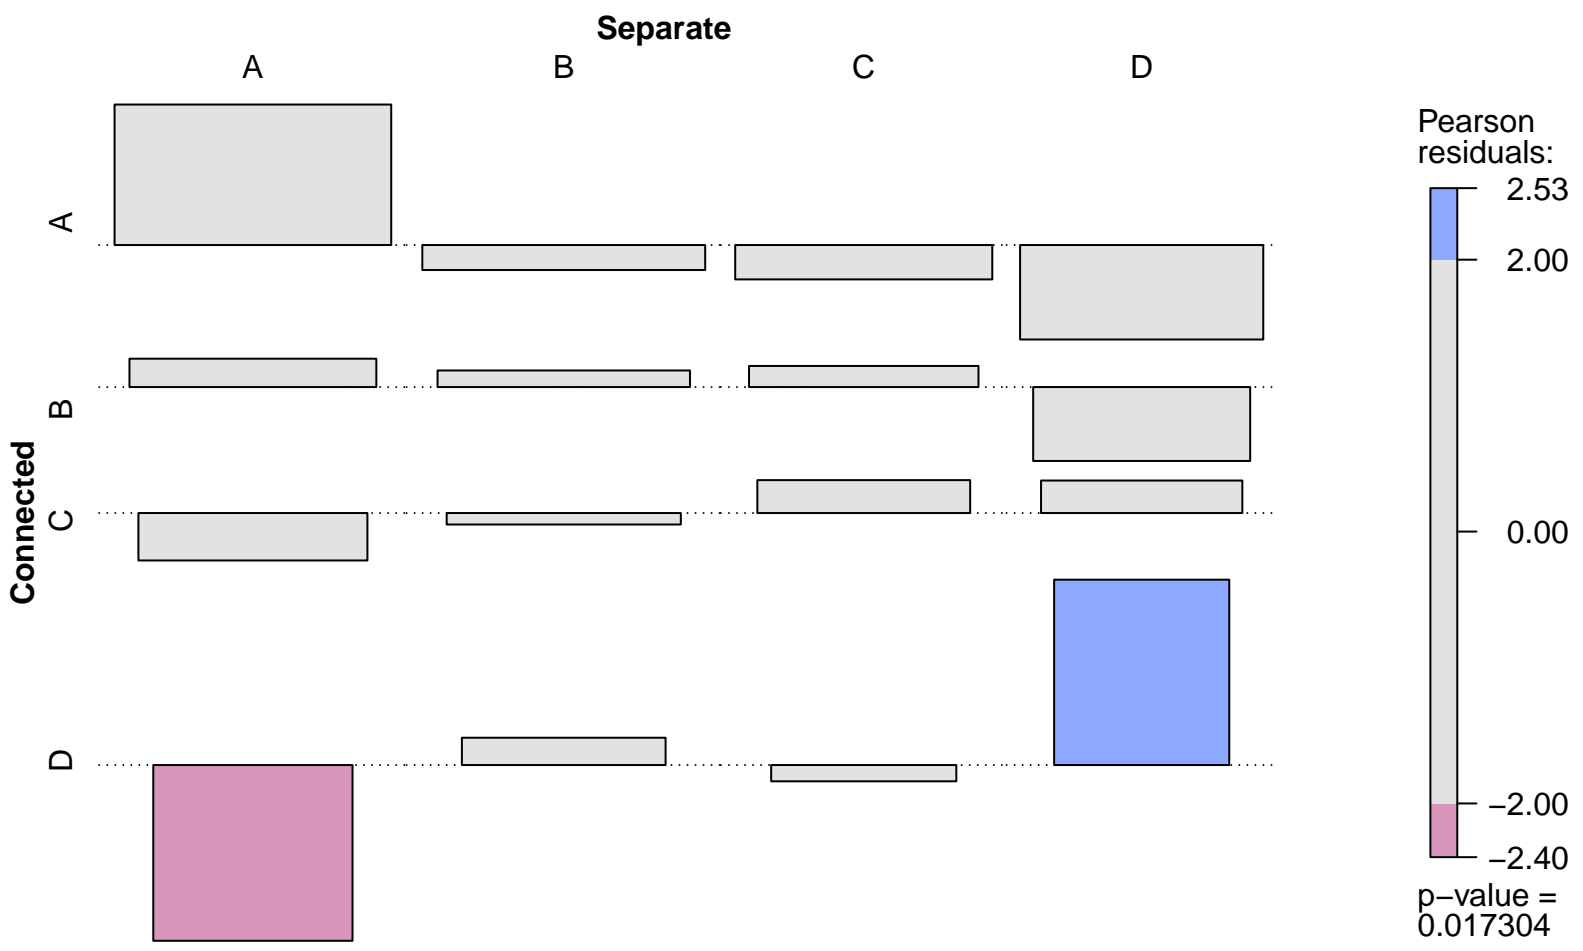 Separate
A
B
C
D
Connected
A
B
C
D
Pearson
residuals:
2.53
2.00
0.00
−2.00
−2.40
p−value =
0.017304